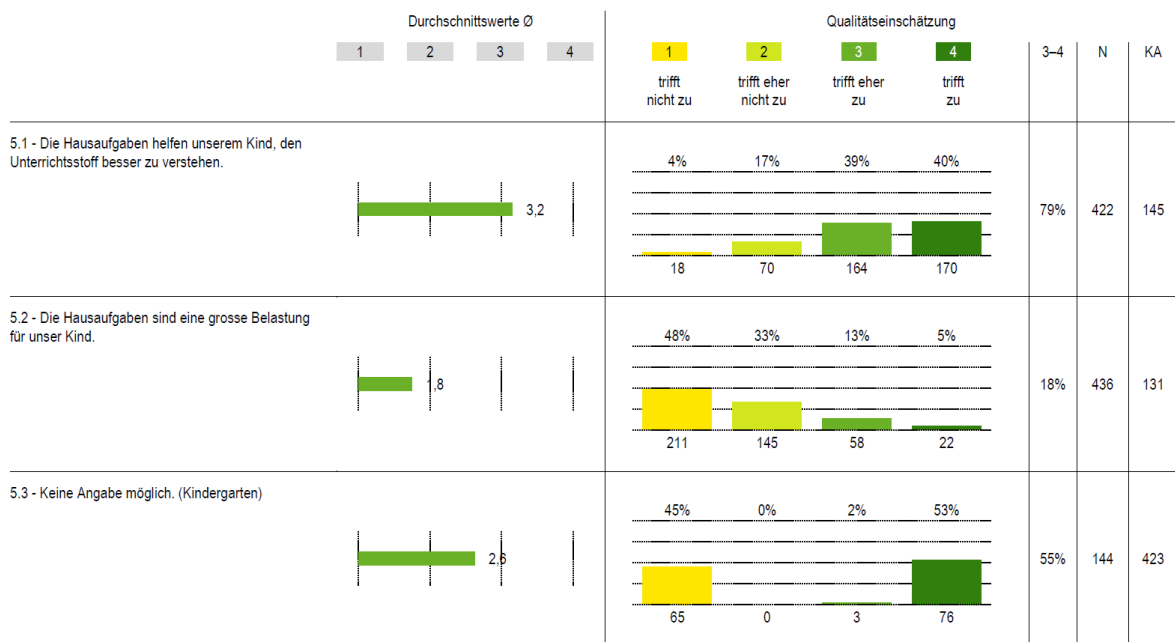 Durchschnittswerte Ø
Qualitätseinschätzung
1 2 3 4
1 2 3 4 3–4 N KA
trifft nicht zu
trifft eher nicht zu
trifft eher zu
trifft zu
5.1 - Die Hausaufgaben helfen unserem Kind, den
Unterrichtsstoff besser zu verstehen.
4% 17% 39% 40%
3,2
79% 422 145
18 70 164 170
5.2 - Die Hausaufgaben sind eine grosse Belastung
für unser Kind.
48% 33% 13% 5%
1,8
18% 436 131
211 145 58 22
5.3 - Keine Angabe möglich. (Kindergarten)
45% 0% 2% 53%
2,6
55% 144 423
65 0 3 76